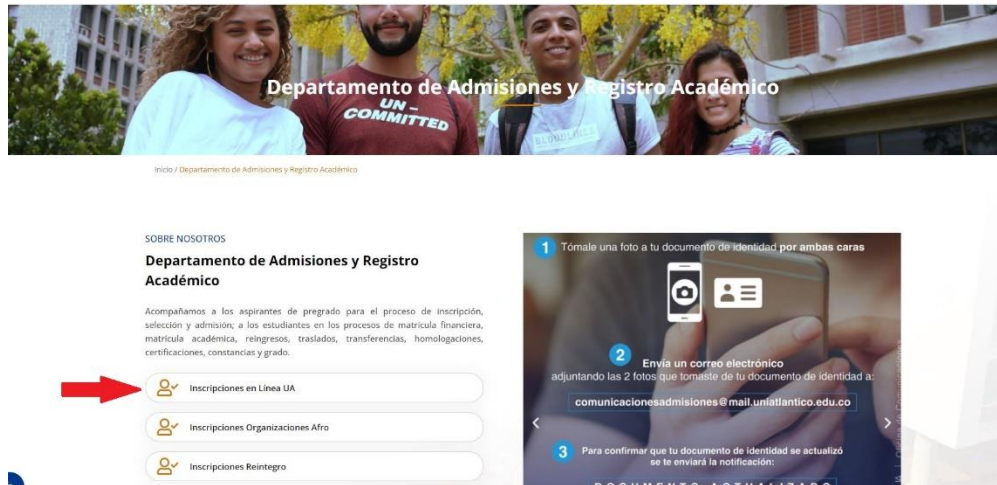 Departamento de Admisiones y Registro Académico
UN -
COMMITTED
Inicio / Departamento de Admisiones y Registro Académico
SOBRE NOSOTROS
Departamento de Admisiones y Registro
Académico
Acompañamos a los aspirantes de pregrado para el proceso de inscripción,
selección y admisión; a los estudiantes en los procesos de matrícula financiera,
matrícula académica, reingresos, traslados, transferencias, homologaciones,
certificaciones, constancias y grado.
Inscripciones en Línea UA
Inscripciones Organizaciones Afro
Inscripciones Reintegro
1 Tómale una foto a tu documento de identidad por ambas caras
2 Envía un correo electrónico
adjuntando las 2 fotos que tomaste de tu documento de identidad a:
comunicacionesadmisiones@mail.uniatlantico.edu.co
3 Para confirmar que tu documento de identidad se actualizó
se te enviará la notificación:
DOCUMENTO ACTUALIZADO